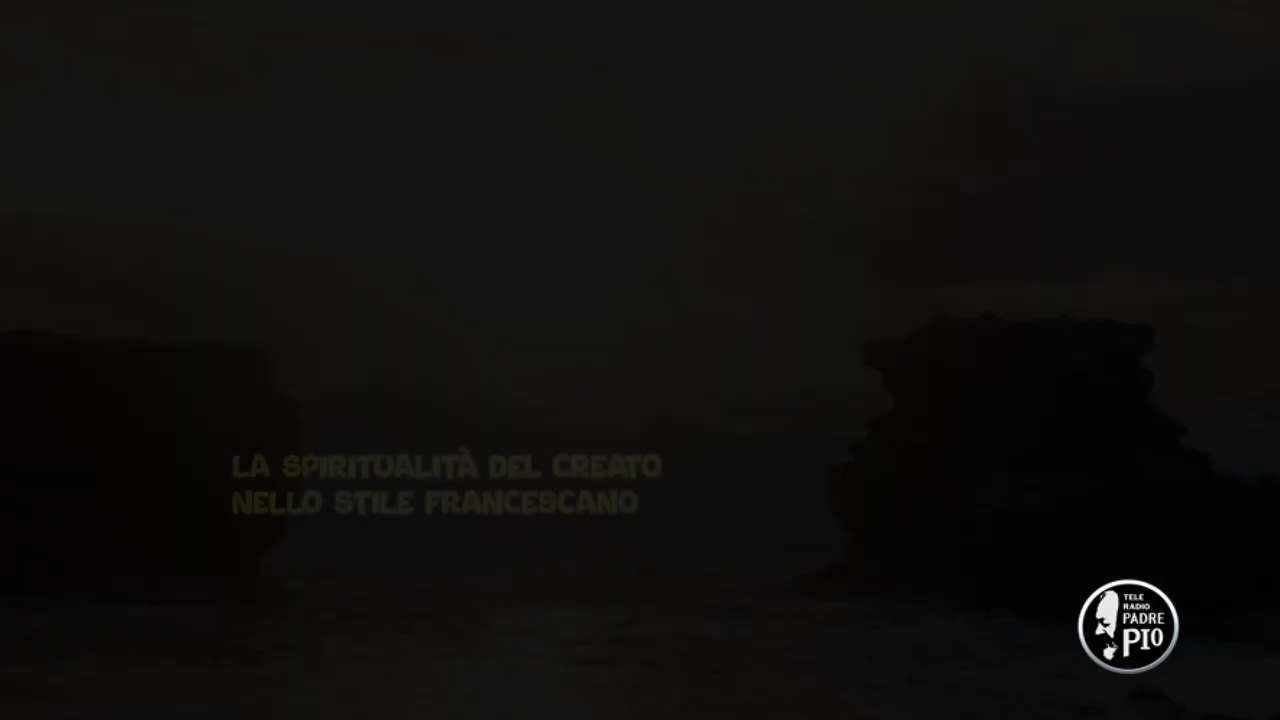 LA SPIRITUALITÀ DEL CREATO
NELLO STILE FRANCESCANO
TELE
RADIO
PADRE
PIO